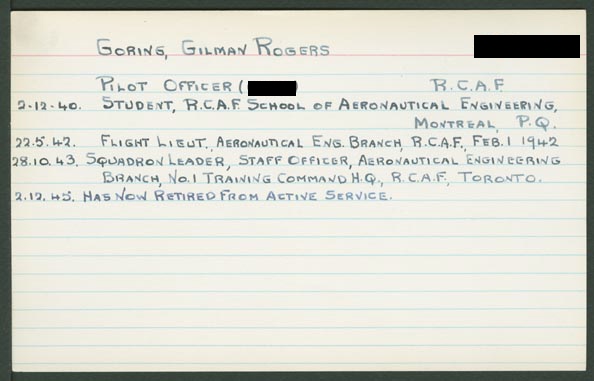 GORING, GILMAN ROGERS
PILOT OFFICER ( R.C.A.F.
2-12-40. STUDENT, R.C.A.F. SCHOOL OF AERONAUTICAL ENGINEERING,
MONTREAL, P.Q.
22.5.42. FLIGHT LIEUT., AERONAUTICAL ENG. BRANCH, R.C.A.F., FEB. 1 1942
28.10.43. SQUADRON LEADER, STAFF OFFICER, AERONAUTICAL ENGINEERING
BRANCH, NO.1 TRAINING COMMAND H.Q., R.C.A.F., TORONTO.
2.12.45. HAS NOW RETIRED FROM ACTIVE SERVICE.